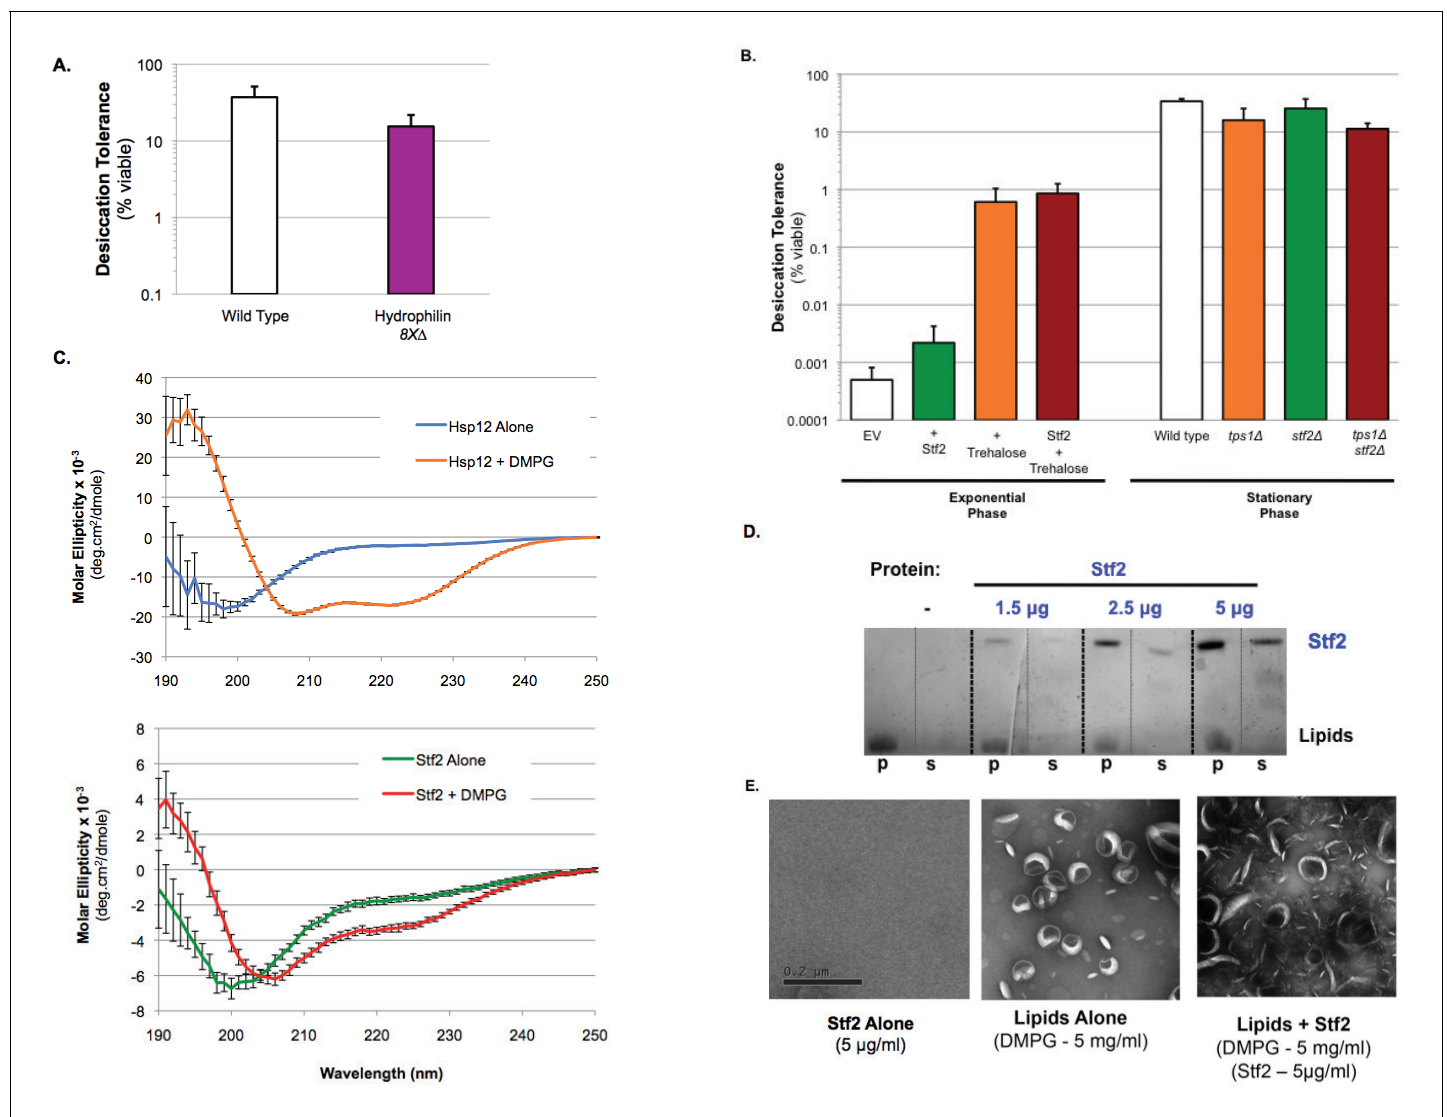 A.
100
10
1
0.1
Desiccation Tolerance
(% viable)
Wild Type
Hydrophilin
8XΔ
B.
100
10
1
0.1
0.01
0.001
0.0001
Desiccation Tolerance
(% viable)
EV
+
Stf2
+
Trehalose
Stf2
+
Trehalose
Wild type
tps1Δ
stf2Δ
tps1Δ
stf2Δ
Exponential
Phase
Stationary
Phase
C.
40
30
20
10
0
-10
-20
-30
Molar Ellipticity x 10⁻³
(deg.cm²/dmole)
Hsp12 Alone
Hsp12 + DMPG
190 200 210 220 230 240 250
8
6
4
2
0
-2
-4
-6
-8
Molar Ellipticity x 10⁻³
(deg.cm²/dmole)
Stf2 Alone
Stf2 + DMPG
190 200 210 220 230 240 250
Wavelength (nm)
D.
Protein: Stf2
- 1.5 µg 2.5 µg 5 µg
Stf2
Lipids
p s p s p s p s
E.
0.2 µm
Stf2 Alone
(5 µg/ml)
Lipids Alone
(DMPG - 5 mg/ml)
Lipids + Stf2
(DMPG - 5 mg/ml)
(Stf2 – 5µg/ml)